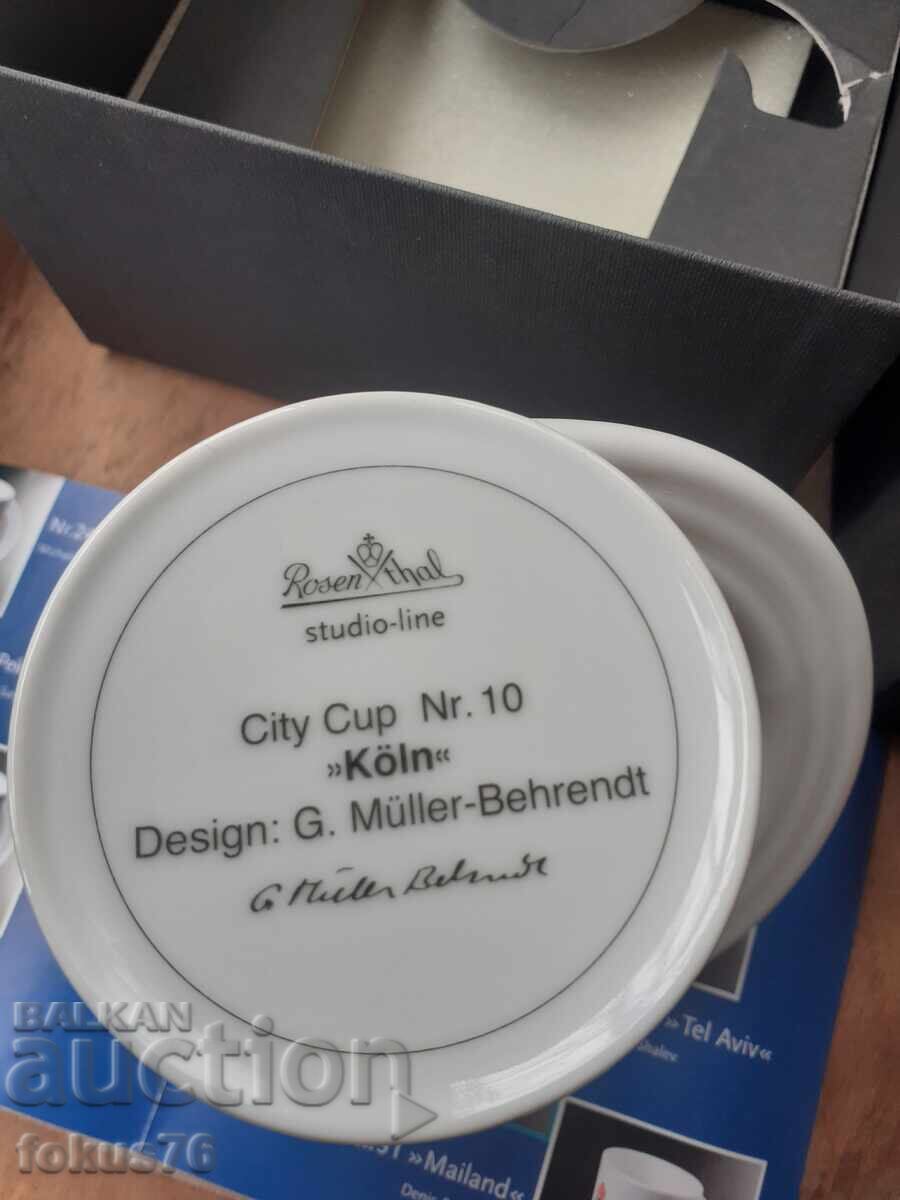 Rosenthal
studio-line
City Cup Nr. 10
»Köln«
Design: G. Müller-Behrendt
G Müller Behrendt
»Tel Aviv«
»Mailand«
BALKAN
auction
fokus76